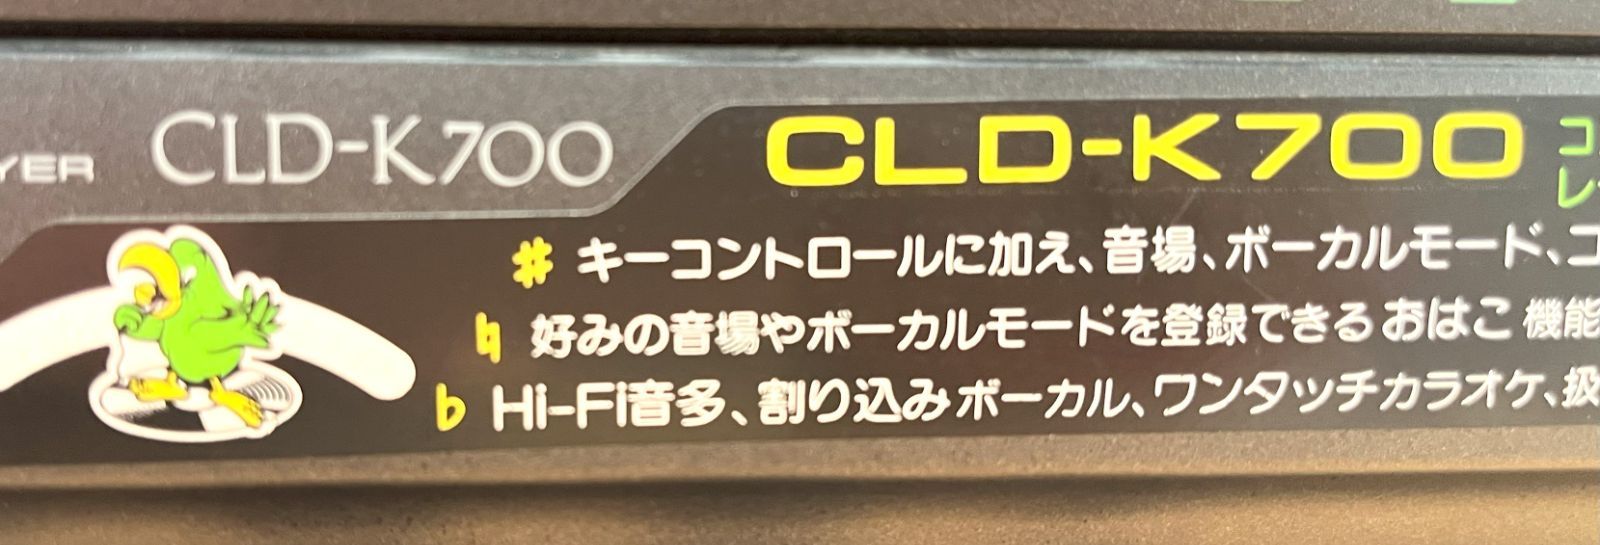 YER CLD-K700 CLD-K700 コ
レ
♯ キーコントロールに加え、音場、ボーカルモード、コ
♮ 好みの音場やボーカルモードを登録できるおはこ機能
♭ Hi-Fi音多、割り込みボーカル、ワンタッチカラオケ、扱